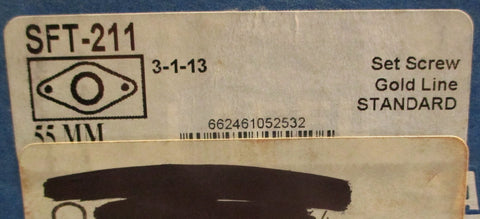 SFT-211
3-1-13
Set Screw
Gold Line
STANDARD
55 MM
662461052532